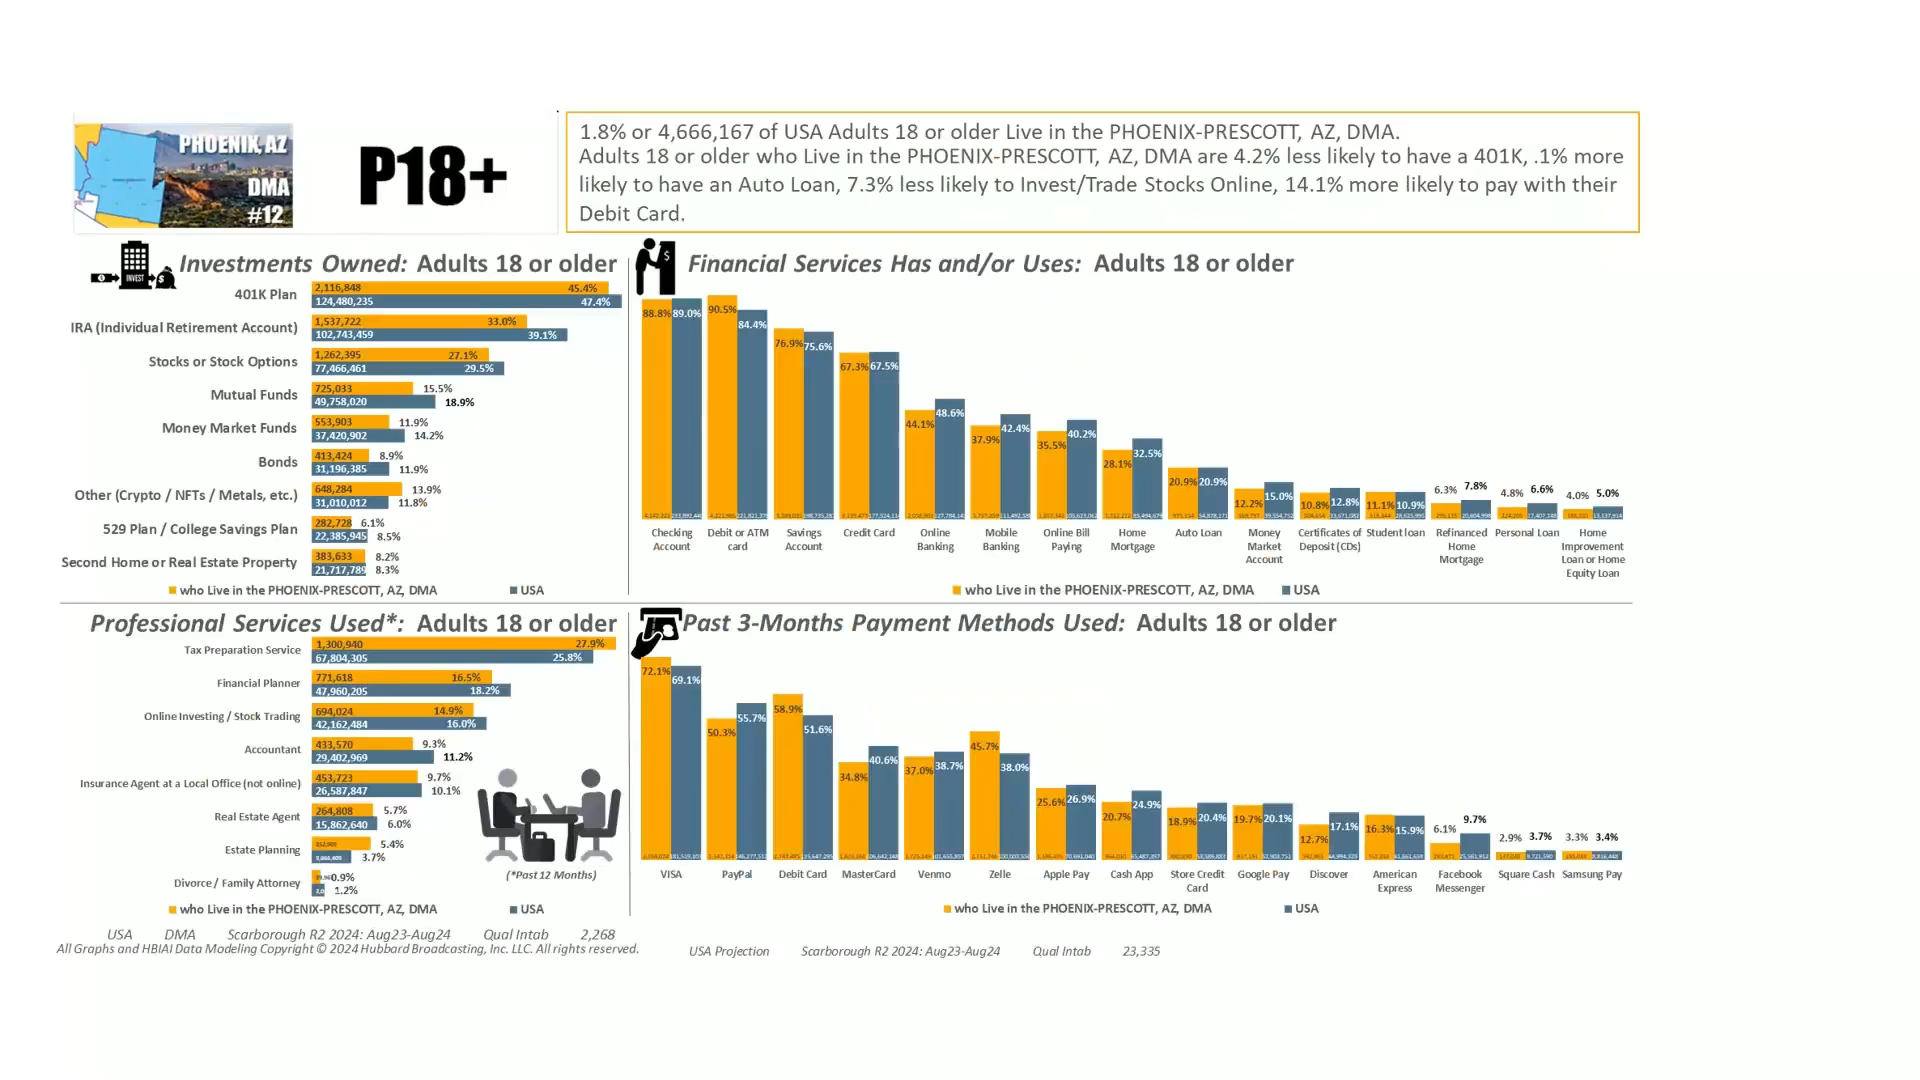 PHOENIX, AZ
DMA
#12
P18+
1.8% or 4,666,167 of USA Adults 18 or older Live in the PHOENIX-PRESCOTT, AZ, DMA.
Adults 18 or older who Live in the PHOENIX-PRESCOTT, AZ, DMA are 4.2% less likely to have a 401K, .1% more
likely to have an Auto Loan, 7.3% less likely to Invest/Trade Stocks Online, 14.1% more likely to pay with their
Debit Card.
INVEST
Investments Owned: Adults 18 or older
401K Plan
2,116,848 45.4%
124,480,235 47.4%
IRA (Individual Retirement Account)
1,537,722 33.0%
102,743,459 39.1%
Stocks or Stock Options
1,262,395 27.1%
77,466,461 29.5%
Mutual Funds
725,033 15.5%
49,758,020 18.9%
Money Market Funds
553,903 11.9%
37,420,902 14.2%
Bonds
413,424 8.9%
31,196,385 11.9%
Other (Crypto / NFTs / Metals, etc.)
648,284 13.9%
31,010,012 11.8%
529 Plan / College Savings Plan
282,728 6.1%
22,385,945 8.5%
Second Home or Real Estate Property
383,633 8.2%
21,717,789 8.3%
who Live in the PHOENIX-PRESCOTT, AZ, DMA USA
Financial Services Has and/or Uses: Adults 18 or older
88.8% 89.0%
Checking
Account
90.5% 84.4%
Debit or ATM
card
76.9% 75.6%
Savings
Account
67.3% 67.5%
Credit Card
44.1% 48.6%
Online
Banking
37.9% 42.4%
Mobile
Banking
35.5% 40.2%
Online Bill
Paying
28.1% 32.5%
Home
Mortgage
20.9% 20.9%
Auto Loan
12.2% 15.0%
Money
Market
Account
10.8% 12.8%
Certificates of
Deposit (CDs)
11.1% 10.9%
Student loan
6.3% 7.8%
Refinanced
Home
Mortgage
4.8% 6.6%
Personal Loan
4.0% 5.0%
Home
Improvement
Loan or Home
Equity Loan
who Live in the PHOENIX-PRESCOTT, AZ, DMA USA
Professional Services Used*: Adults 18 or older
Tax Preparation Service
1,300,940 27.9%
67,804,305 25.8%
Financial Planner
771,618 16.5%
47,960,205 18.2%
Online Investing / Stock Trading
694,024 14.9%
42,162,484 16.0%
Accountant
433,570 9.3%
29,402,969 11.2%
Insurance Agent at a Local Office (not online)
453,723 9.7%
26,587,847 10.1%
Real Estate Agent
264,808 5.7%
15,862,640 6.0%
Estate Planning
5.4%
3.7%
Divorce / Family Attorney
0.9%
1.2%
(*Past 12 Months)
who Live in the PHOENIX-PRESCOTT, AZ, DMA USA
Past 3-Months Payment Methods Used: Adults 18 or older
72.1% 69.1%
VISA
50.3% 55.7%
PayPal
58.9% 51.6%
Debit Card
34.8% 40.6%
MasterCard
37.0% 38.7%
Venmo
45.7% 38.0%
Zelle
25.6% 26.9%
Apple Pay
20.7% 24.9%
Cash App
18.9% 20.4%
Store Credit
Card
19.7% 20.1%
Google Pay
12.7% 17.1%
Discover
16.3% 15.9%
American
Express
6.1% 9.7%
Facebook
Messenger
2.9% 3.7%
Square Cash
3.3% 3.4%
Samsung Pay
who Live in the PHOENIX-PRESCOTT, AZ, DMA USA
USA DMA Scarborough R2 2024: Aug23-Aug24 Qual Intab 2,268
All Graphs and HBIAI Data Modeling Copyright © 2024 Hubbard Broadcasting, Inc. LLC. All rights reserved.
USA Projection Scarborough R2 2024: Aug23-Aug24 Qual Intab 23,335